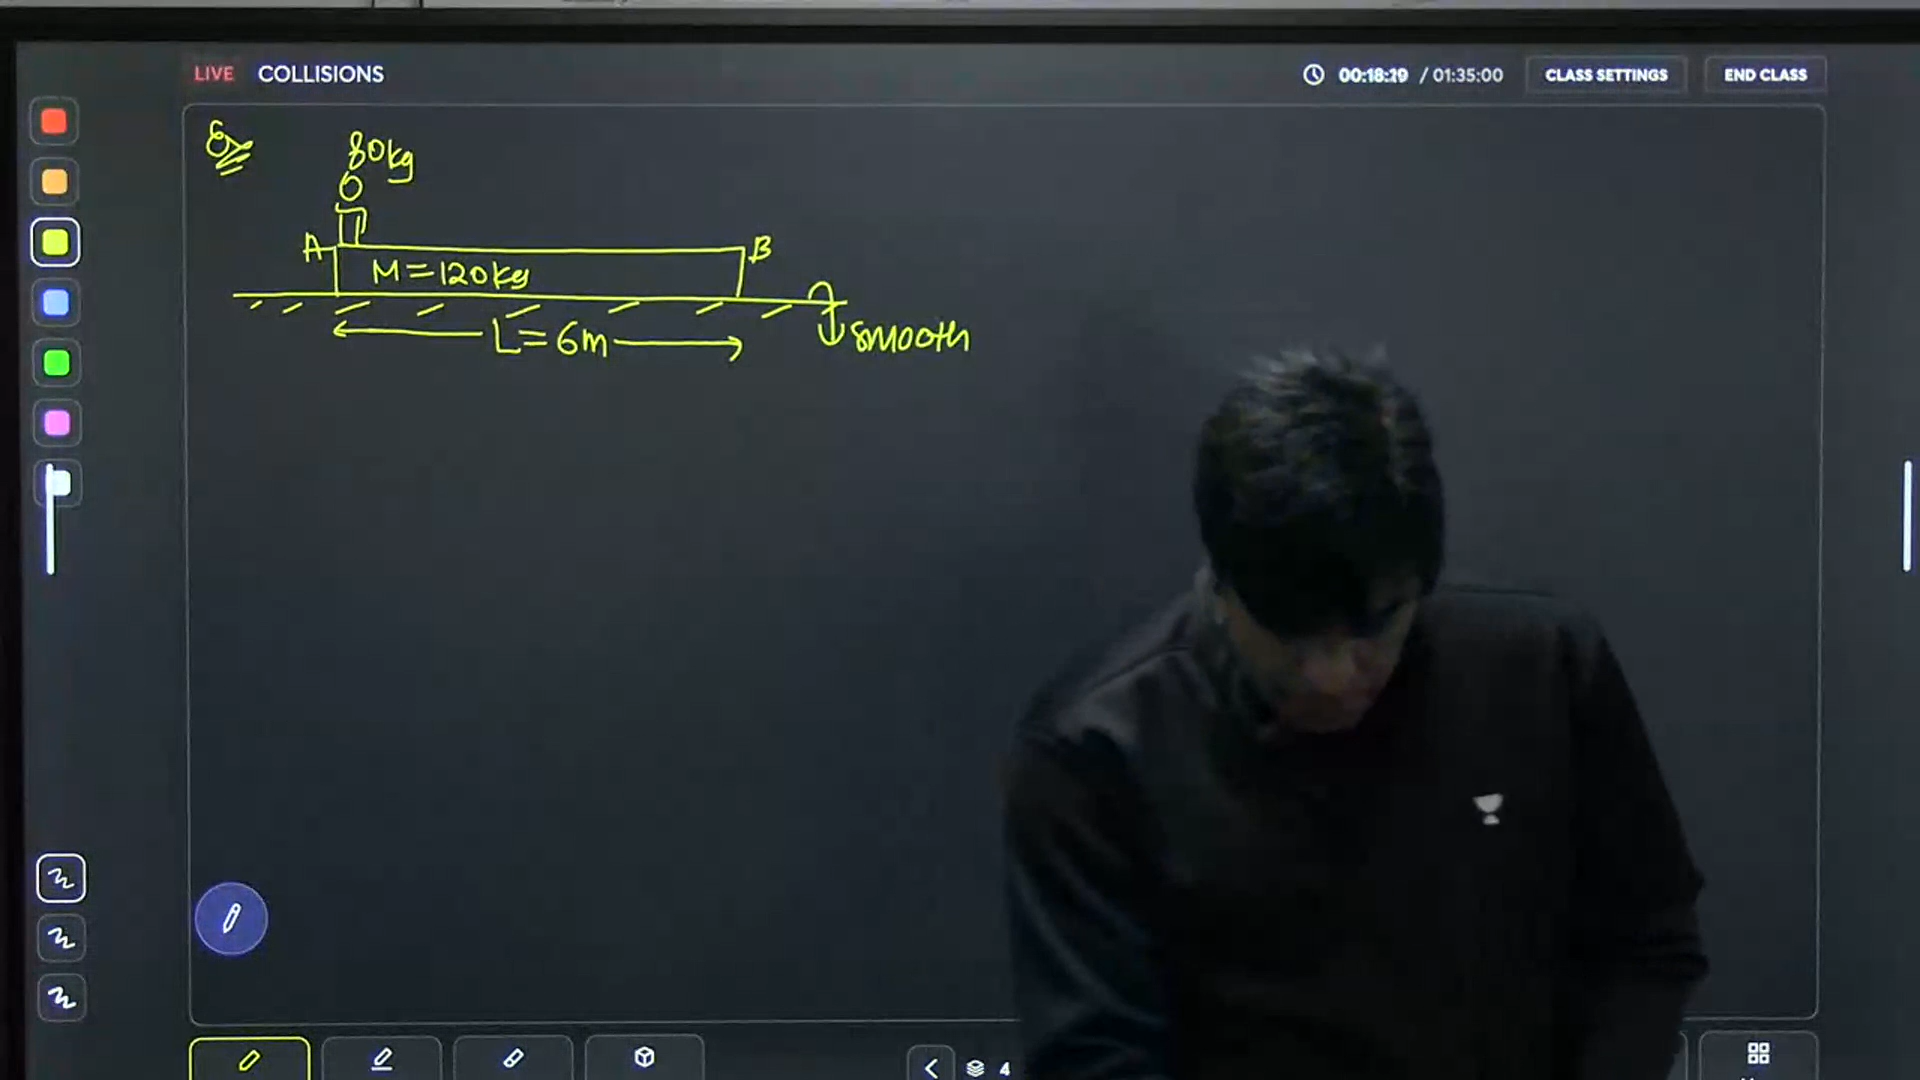 LIVE COLLISIONS 00:18:29 / 01:35:00 CLASS SETTINGS END CLASS
80kg
A B
M=120kg
L=6m smooth
4